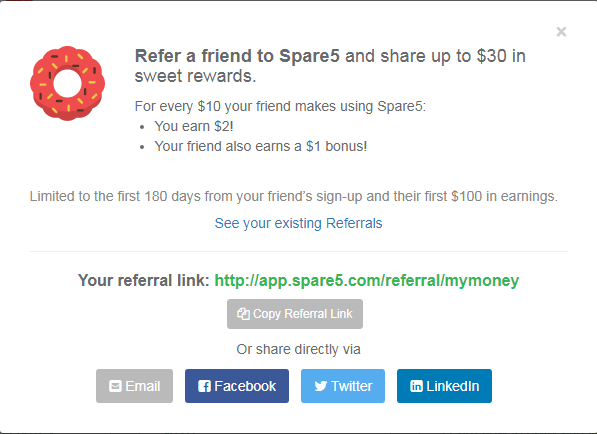 ×
Refer a friend to Spare5 and share up to $30 in
sweet rewards.
For every $10 your friend makes using Spare5:
• You earn $2!
• Your friend also earns a $1 bonus!
Limited to the first 180 days from your friend's sign-up and their first $100 in earnings.
See your existing Referrals
Your referral link: http://app.spare5.com/referral/mymoney
Copy Referral Link
Or share directly via
Email Facebook Twitter LinkedIn